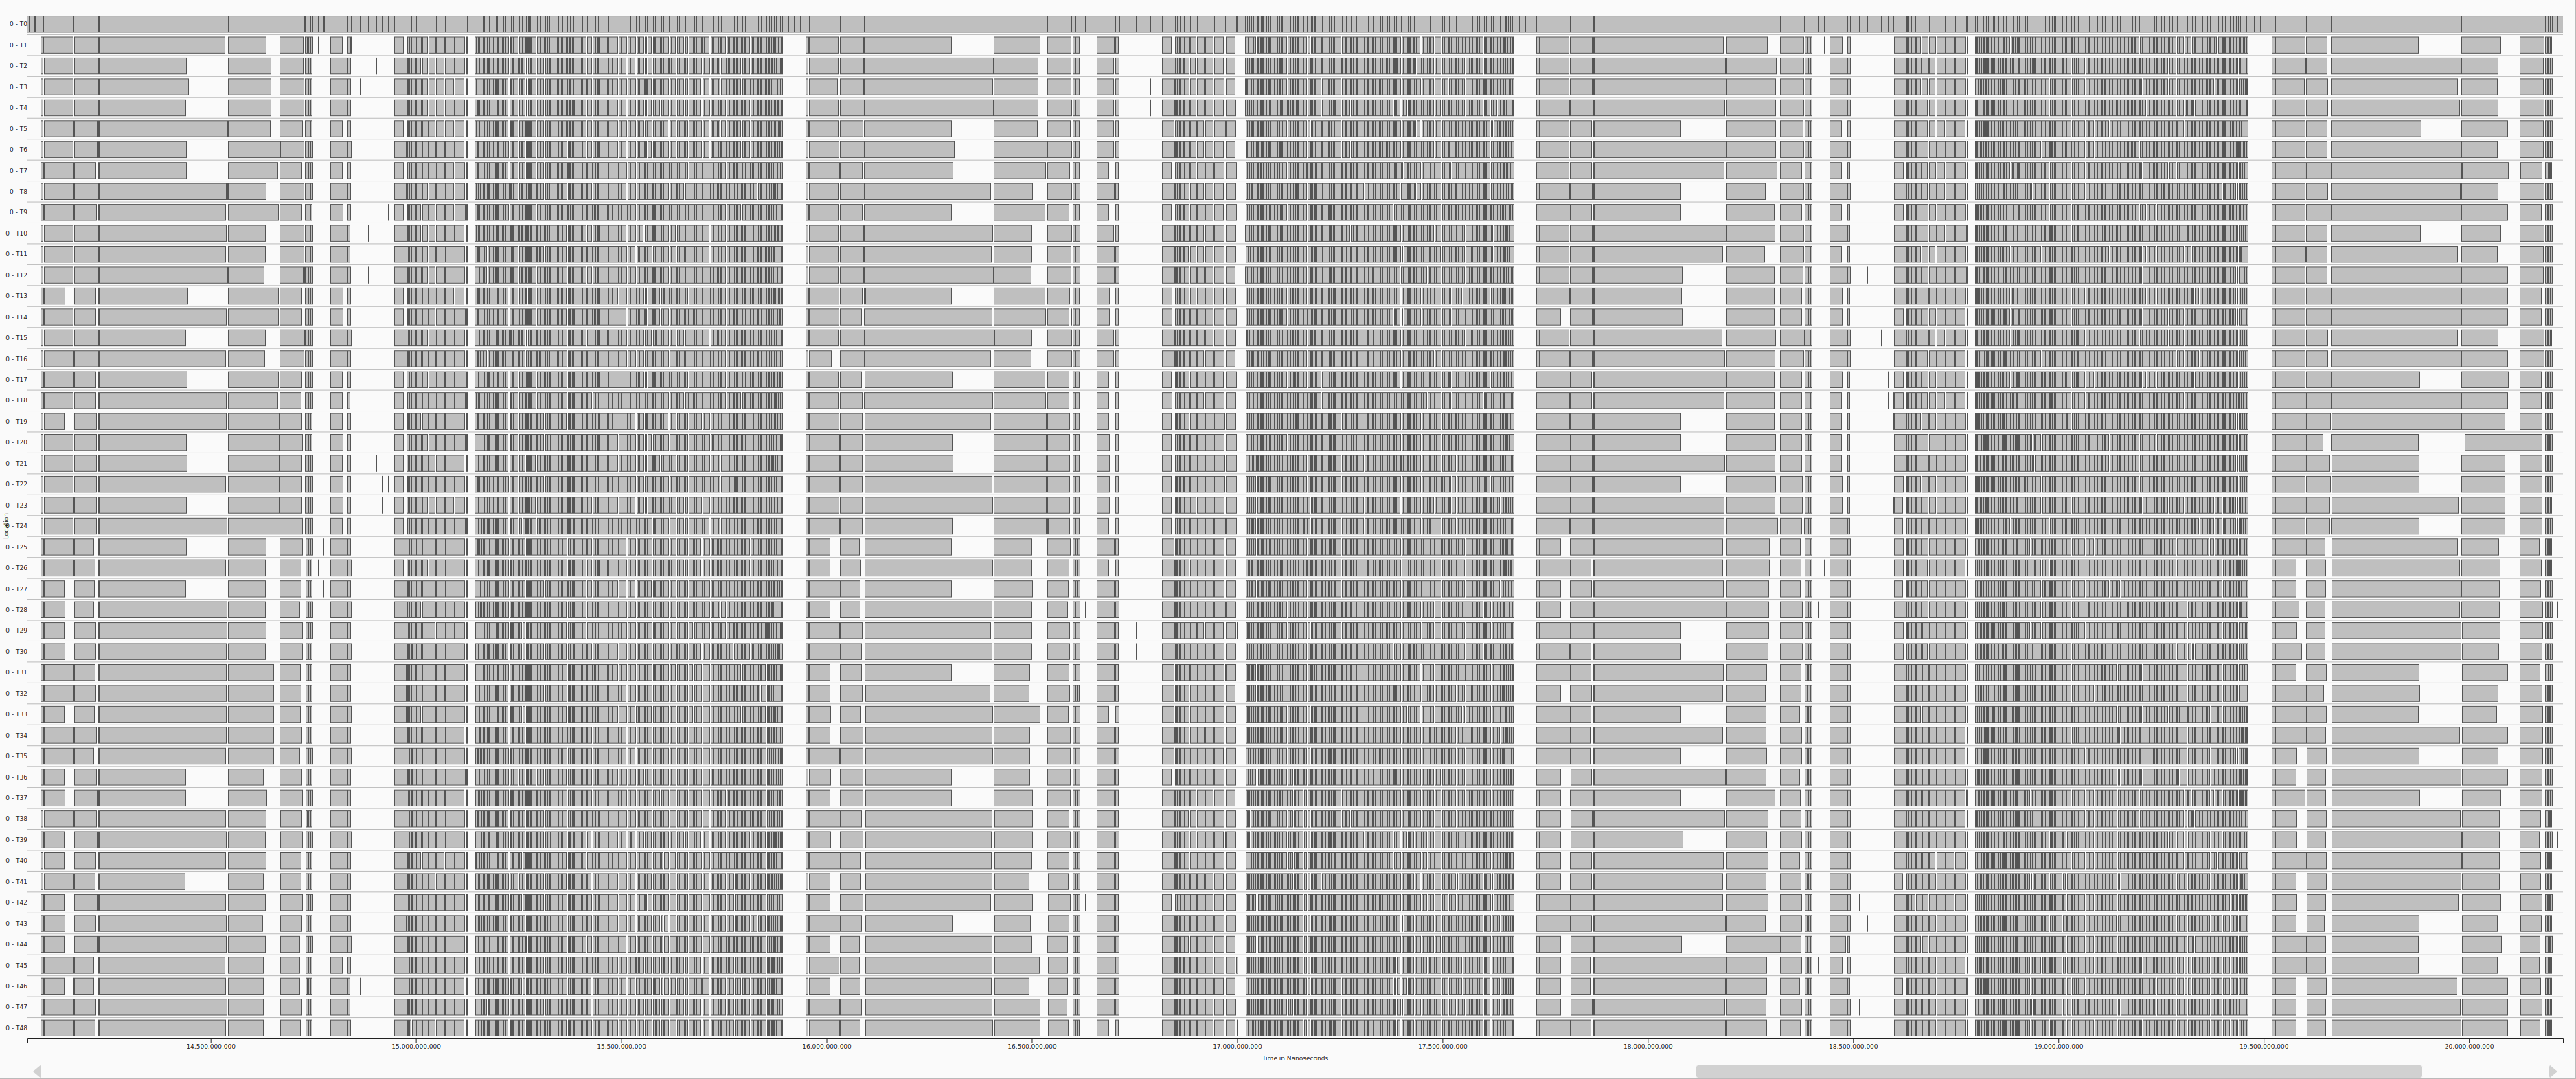 0 - T0
0 - T1
0 - T2
0 - T3
0 - T4
0 - T5
0 - T6
0 - T7
0 - T8
0 - T9
0 - T10
0 - T11
0 - T12
0 - T13
0 - T14
0 - T15
0 - T16
0 - T17
0 - T18
0 - T19
0 - T20
0 - T21
0 - T22
0 - T23
Location
0 - T24
0 - T25
0 - T26
0 - T27
0 - T28
0 - T29
0 - T30
0 - T31
0 - T32
0 - T33
0 - T34
0 - T35
0 - T36
0 - T37
0 - T38
0 - T39
0 - T40
0 - T41
0 - T42
0 - T43
0 - T44
0 - T45
0 - T46
0 - T47
0 - T48
14,500,000,000 15,000,000,000 15,500,000,000 16,000,000,000 16,500,000,000 17,000,000,000 17,500,000,000 18,000,000,000 18,500,000,000 19,000,000,000 19,500,000,000 20,000,000,000
Time in Nanoseconds